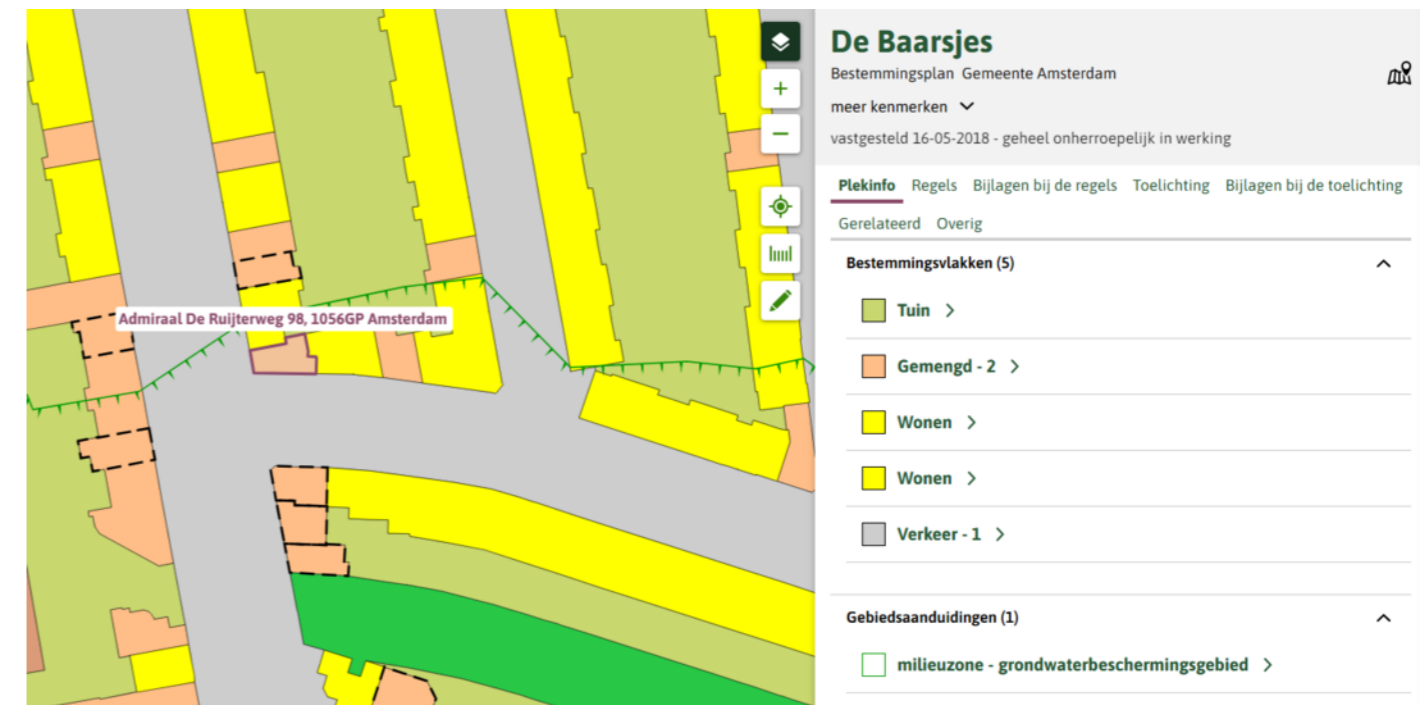 Admiraal De Ruijterweg 98, 1056GP Amsterdam
De Baarsjes
Bestemmingsplan Gemeente Amsterdam
meer kenmerken
vastgesteld 16-05-2018 - geheel onherroepelijk in werking
Plekinfo Regels Bijlagen bij de regels Toelichting Bijlagen bij de toelichting
Gerelateerd Overig
Bestemmingsvlakken (5)
Tuin
Gemengd - 2
Wonen
Wonen
Verkeer - 1
Gebiedsaanduidingen (1)
milieuzone - grondwaterbeschermingsgebied